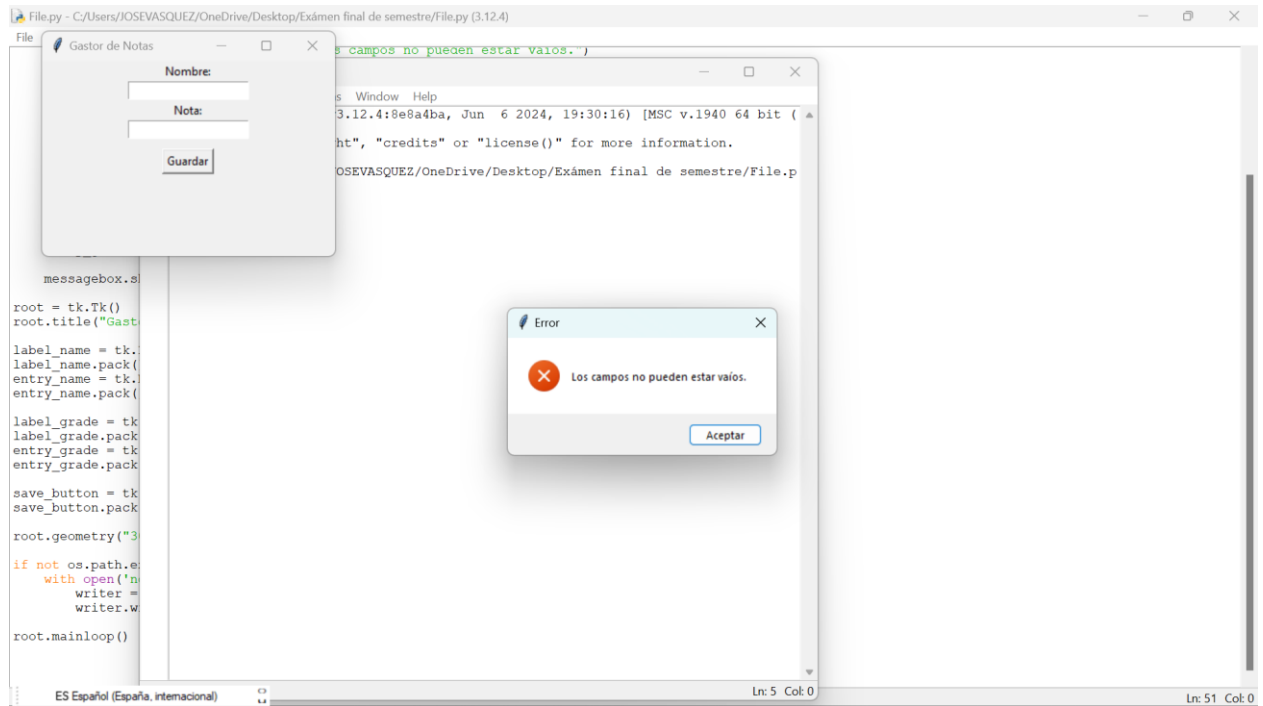 File.py - C:/Users/JOSEVASQUEZ/OneDrive/Desktop/Exámen final de semestre/File.py (3.12.4)
File
Gastor de Notas
Nombre:
Nota:
Guardar
s campos no pueden estar vaíos.")
Window Help
3.12.4:8e8a4ba, Jun 6 2024, 19:30:16) [MSC v.1940 64 bit (
ht", "credits" or "license()" for more information.
OSEVASQUEZ/OneDrive/Desktop/Exámen final de semestre/File.p
messagebox.s
root = tk.Tk()
root.title("Gast
label_name = tk.
label_name.pack(
entry_name = tk.
entry_name.pack(
label_grade = tk
label_grade.pack
entry_grade = tk
entry_grade.pack
save_button = tk
save_button.pack
root.geometry("3
if not os.path.e
with open('n
writer =
writer.w
root.mainloop()
Error
Los campos no pueden estar vaíos.
Aceptar
Ln: 5 Col: 0
ES Español (España, internacional)
Ln: 51 Col: 0